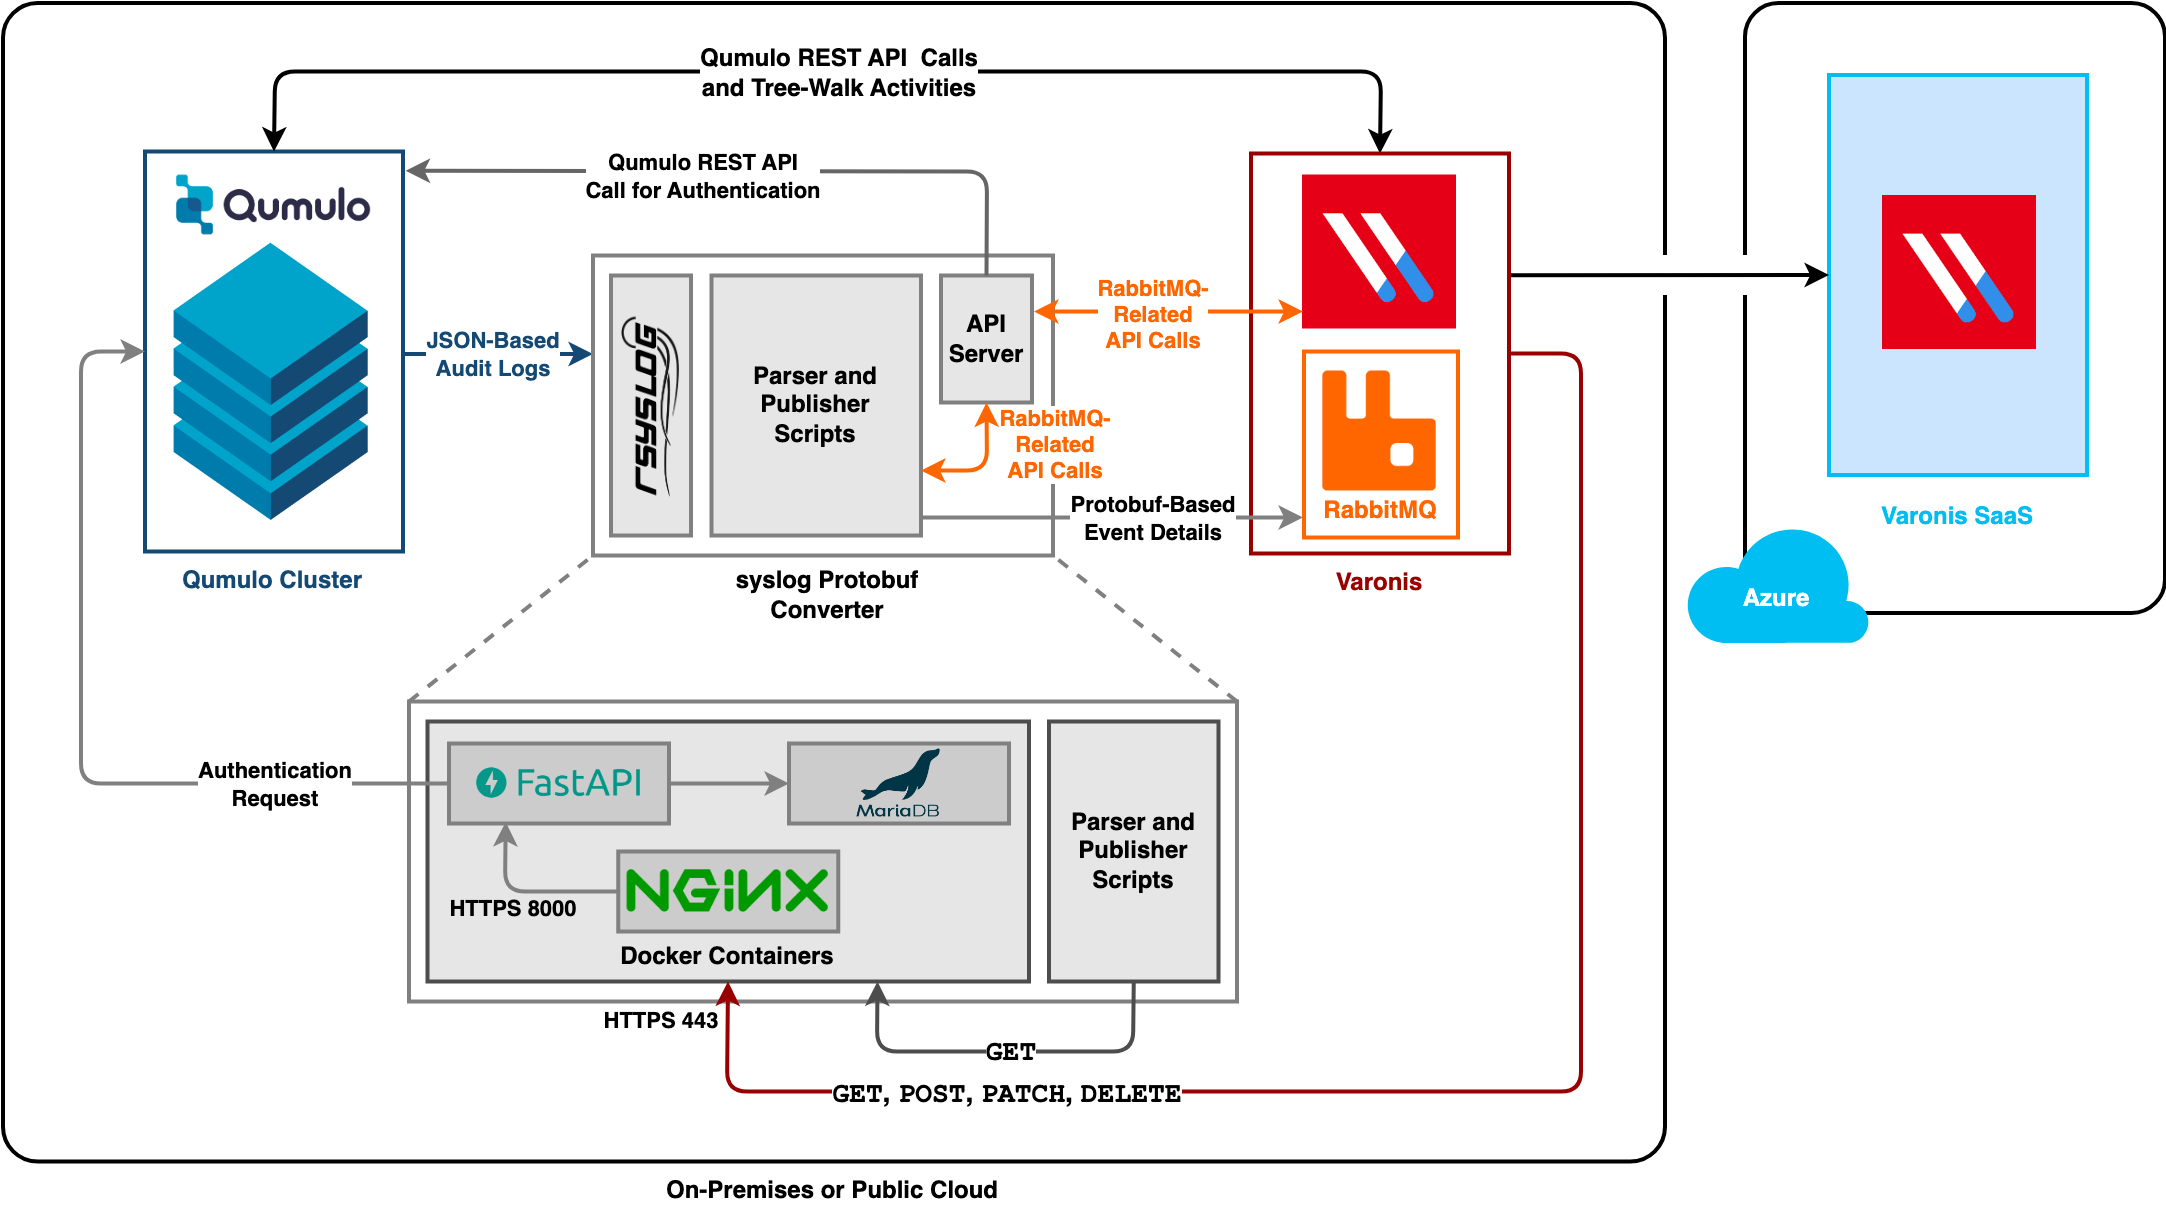 Qumulo REST API Calls
and Tree-Walk Activities
Qumulo REST API
Call for Authentication
Qumulo
JSON-Based
Audit Logs
rsyslog
Parser and
Publisher
Scripts
API
Server
RabbitMQ-
Related
API Calls
RabbitMQ-
Related
API Calls
Protobuf-Based
Event Details
RabbitMQ
Qumulo Cluster
syslog Protobuf
Converter
Varonis
Varonis SaaS
Azure
Authentication
Request
FastAPI
MariaDB
HTTPS 8000
NGINX
Docker Containers
Parser and
Publisher
Scripts
HTTPS 443
GET
GET, POST, PATCH, DELETE
On-Premises or Public Cloud